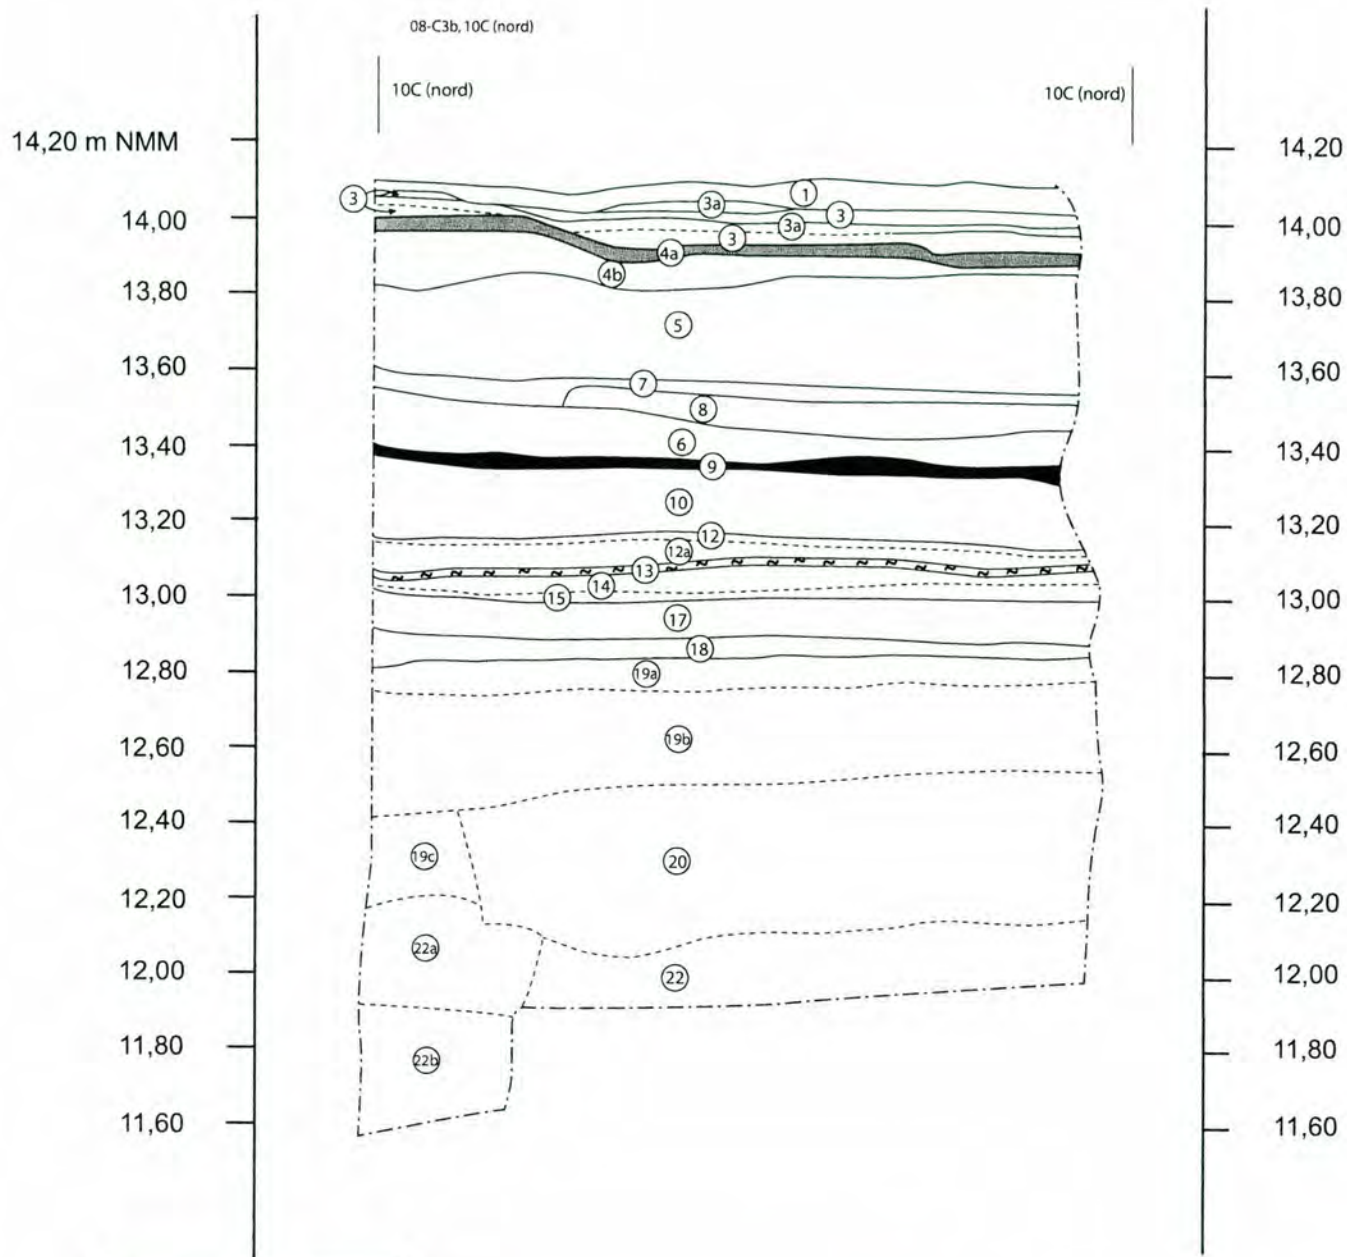 08-C3b, 10C (nord)
10C (nord) 10C (nord)
14,20 m NMM 14,20
1
3 3a 3
14,00 3a 14,00
3
4a
4b
13,80 13,80
5
13,60 13,60
7
8
6
13,40 13,40
9
10
13,20 13,20
12
12a
13
14
15
13,00 13,00
17
18
12,80 12,80
19a
19b
12,60 12,60
12,40 12,40
19c 20
12,20 12,20
22a
12,00 22 12,00
11,80 11,80
22b
11,60 11,60